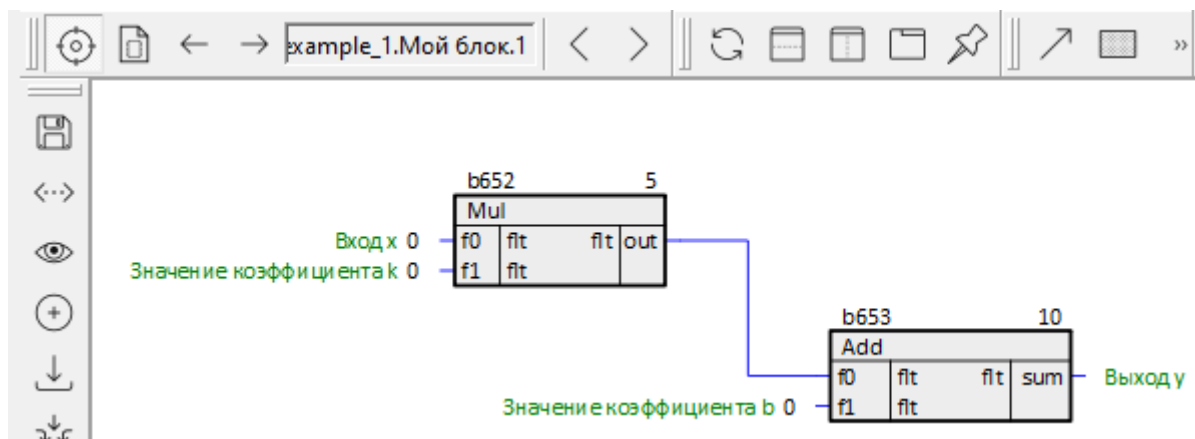 example_1.Мой блок.1
»
b652 5
Mul
Вход x 0 f0 flt flt out
Значение коэффициента k 0 f1 flt
b653 10
Add
f0 flt flt sum Выход y
Значение коэффициента b 0 f1 flt